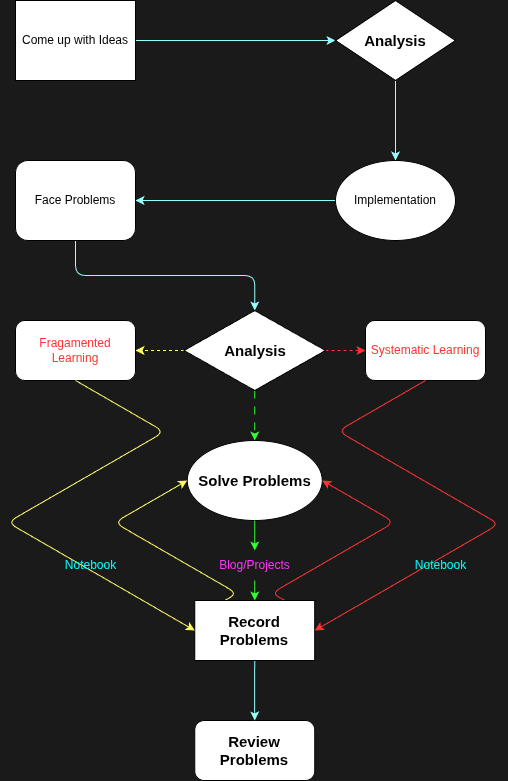 Come up with Ideas
Analysis
Face Problems
Implementation
Fragamented
Learning
Analysis
Systematic Learning
Solve Problems
Notebook
Blog/Projects
Notebook
Record
Problems
Review
Problems